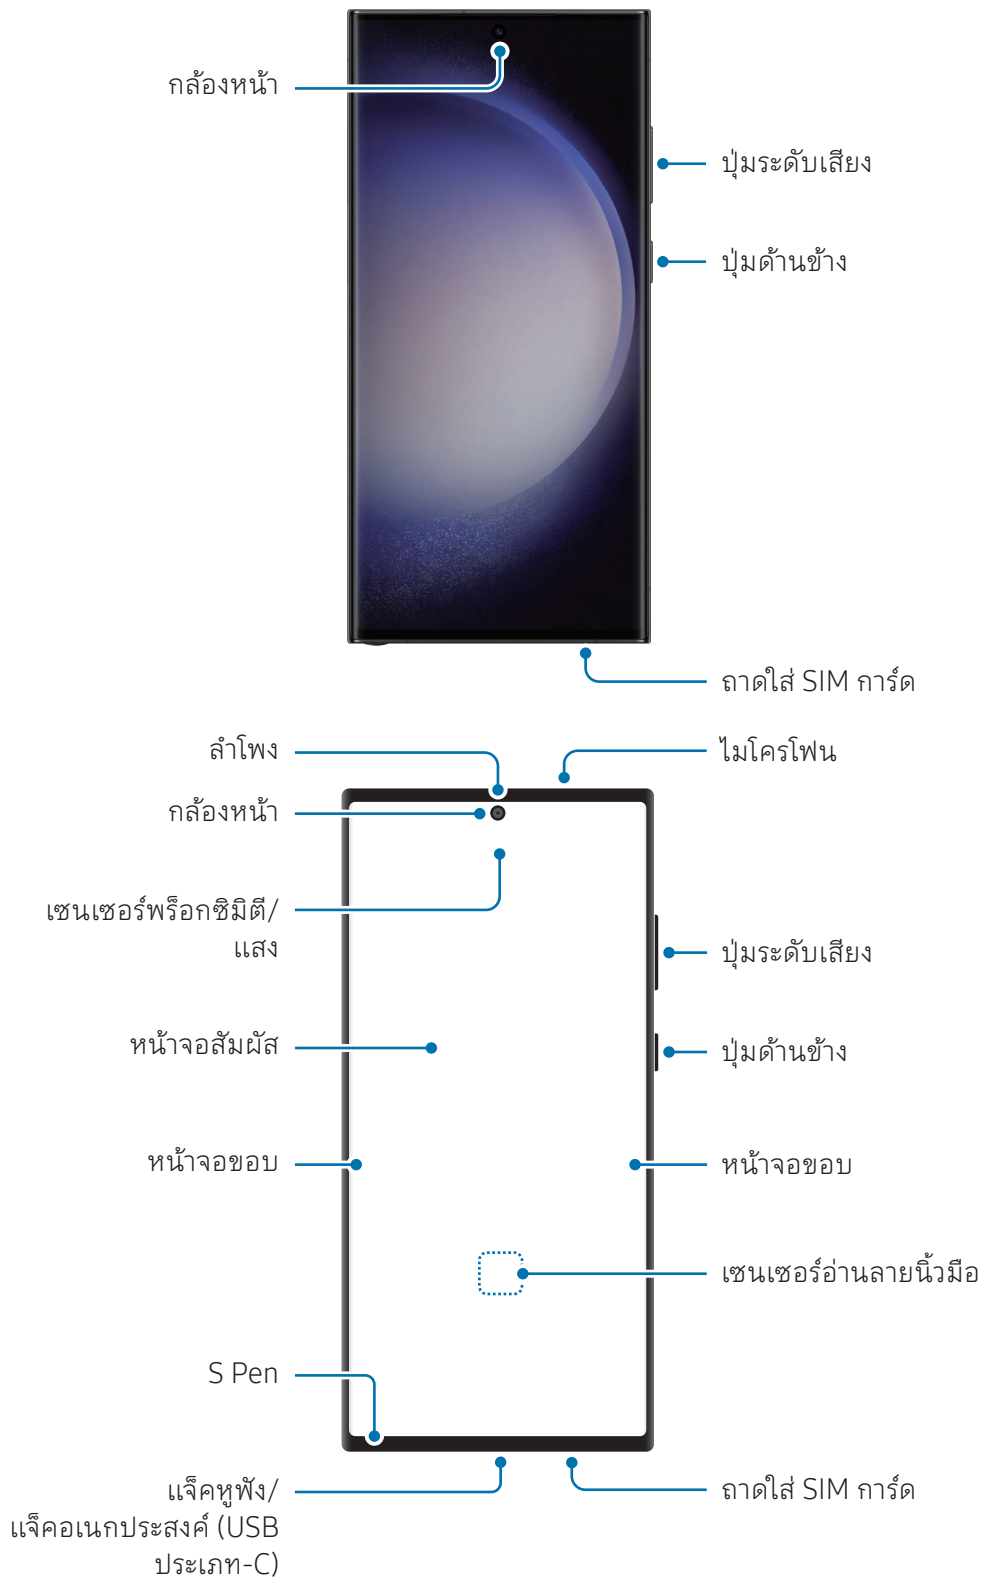 กล้องหน้า
ปุ่มระดับเสียง
ปุ่มด้านข้าง
ถาดใส่ SIM การ์ด
ลำโพง
ไมโครโฟน
กล้องหน้า
เซนเซอร์พร็อกซิมิตี/
แสง
ปุ่มระดับเสียง
หน้าจอสัมผัส
ปุ่มด้านข้าง
หน้าจอขอบ
หน้าจอขอบ
เซนเซอร์อ่านลายนิ้วมือ
S Pen
แจ็คหูฟัง/
แจ็คอเนกประสงค์ (USB
ประเภท-C)
ถาดใส่ SIM การ์ด